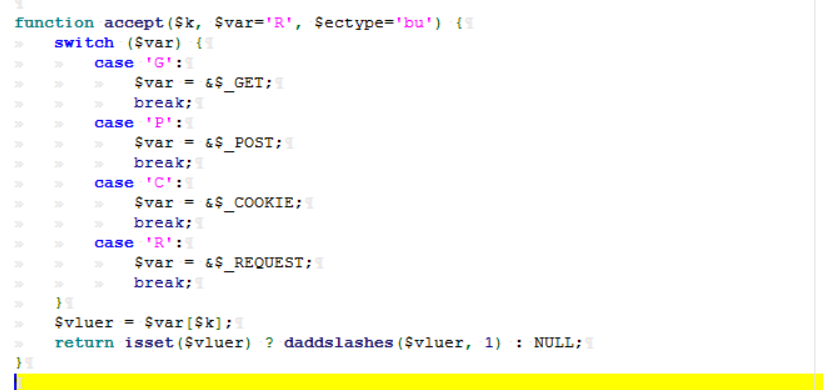 function accept($k, $var='R', $ectype='bu') {
switch ($var) {
case 'G':
$var = &$_GET;
break;
case 'P':
$var = &$_POST;
break;
case 'C':
$var = &$_COOKIE;
break;
case 'R':
$var = &$_REQUEST;
break;
}
$vluer = $var[$k];
return isset($vluer) ? daddslashes($vluer, 1) : NULL;
}